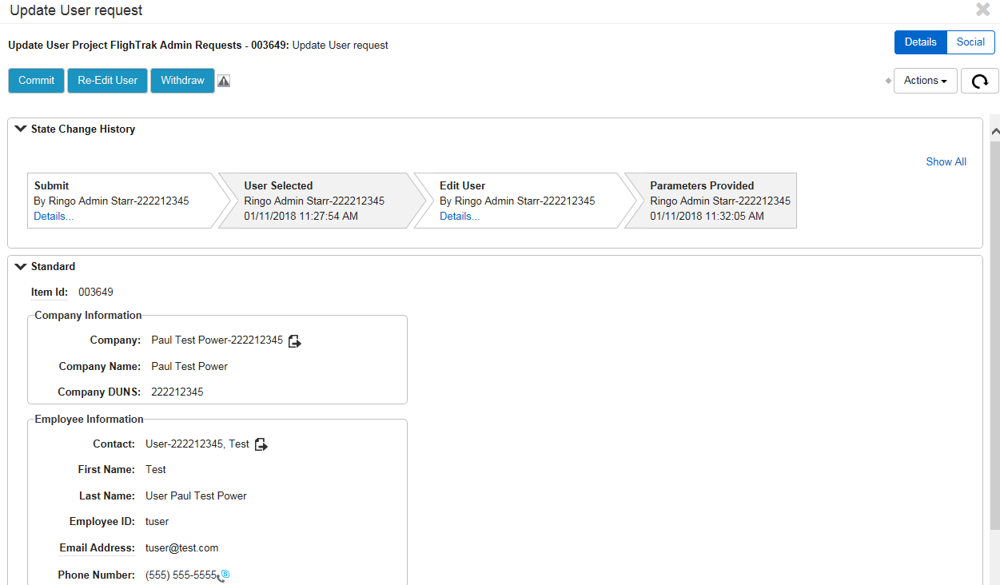 Update User request
Update User Project FlighTrak Admin Requests - 003649: Update User request
Details Social
Commit Re-Edit User Withdraw
Actions
State Change History
Show All
Submit
By Ringo Admin Starr-222212345
Details...
User Selected
Ringo Admin Starr-222212345
01/11/2018 11:27:54 AM
Edit User
By Ringo Admin Starr-222212345
Details...
Parameters Provided
Ringo Admin Starr-222212345
01/11/2018 11:32:05 AM
Standard
Item Id: 003649
Company Information
Company: Paul Test Power-222212345
Company Name: Paul Test Power
Company DUNS: 222212345
Employee Information
Contact: User-222212345, Test
First Name: Test
Last Name: User Paul Test Power
Employee ID: tuser
Email Address: tuser@test.com
Phone Number: (555) 555-5555